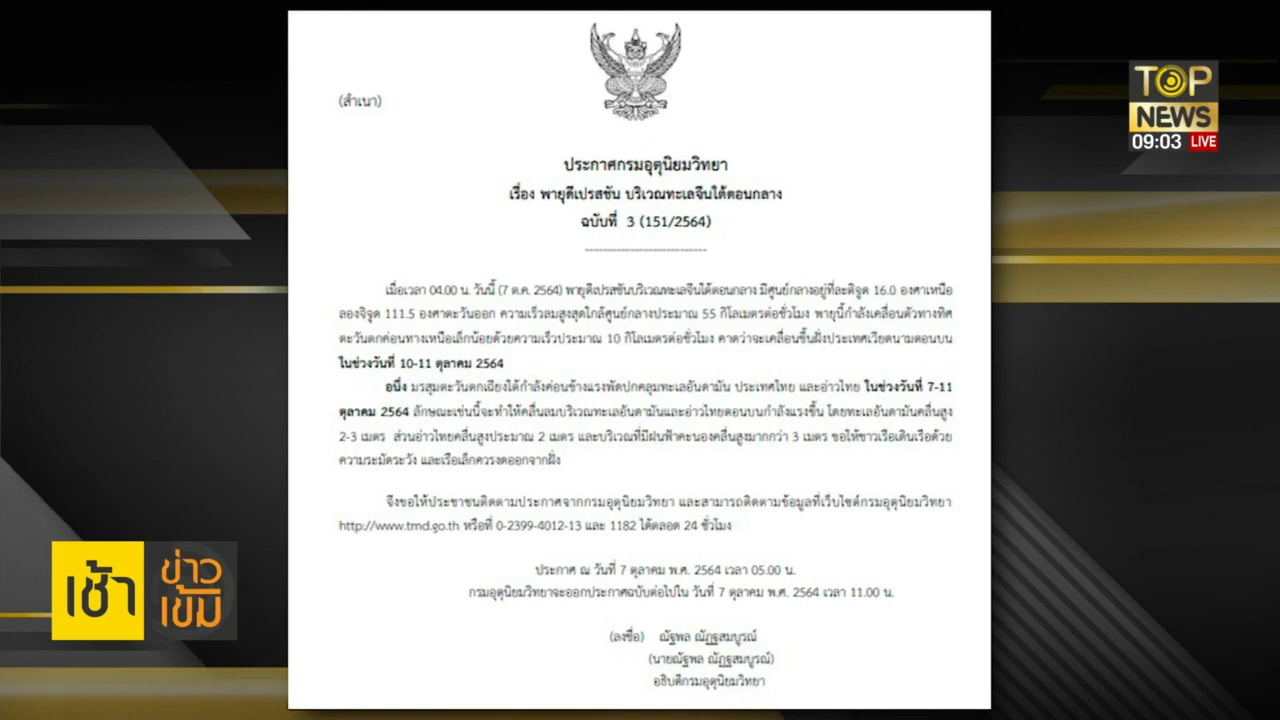 (สำเนา)
ประกาศกรมอุตุนิยมวิทยา
เรื่อง พายุดีเปรสชัน บริเวณทะเลจีนใต้ตอนกลาง
ฉบับที่ 3 (151/2564)
--------------------------
เมื่อเวลา 04.00 น. วันนี้ (7 ต.ค. 2564) พายุดีเปรสชันบริเวณทะเลจีนใต้ตอนกลาง มีศูนย์กลางอยู่ที่ละติจูด 16.0 องศาเหนือ
ลองจิจูด 111.5 องศาตะวันออก ความเร็วลมสูงสุดใกล้ศูนย์กลางประมาณ 55 กิโลเมตรต่อชั่วโมง พายุนี้กำลังเคลื่อนตัวทางทิศ
ตะวันตกค่อนทางเหนือเล็กน้อยด้วยความเร็วประมาณ 10 กิโลเมตรต่อชั่วโมง คาดว่าจะเคลื่อนขึ้นฝั่งประเทศเวียดนามตอนบน
ในช่วงวันที่ 10-11 ตุลาคม 2564
อนึ่ง มรสุมตะวันตกเฉียงใต้กำลังค่อนข้างแรงพัดปกคลุมทะเลอันดามัน ประเทศไทย และอ่าวไทย ในช่วงวันที่ 7-11
ตุลาคม 2564 ลักษณะเช่นนี้จะทำให้คลื่นลมบริเวณทะเลอันดามันและอ่าวไทยตอนบนกำลังแรงขึ้น โดยทะเลอันดามันคลื่นสูง
2-3 เมตร ส่วนอ่าวไทยคลื่นสูงประมาณ 2 เมตร และบริเวณที่มีฝนฟ้าคะนองคลื่นสูงมากกว่า 3 เมตร ขอให้ชาวเรือเดินเรือด้วย
ความระมัดระวัง และเรือเล็กควรงดออกจากฝั่ง
จึงขอให้ประชาชนติดตามประกาศจากกรมอุตุนิยมวิทยา และสามารถติดตามข้อมูลที่เว็บไซต์กรมอุตุนิยมวิทยา
http://www.tmd.go.th หรือที่ 0-2399-4012-13 และ 1182 ได้ตลอด 24 ชั่วโมง
ประกาศ ณ วันที่ 7 ตุลาคม พ.ศ. 2564 เวลา 05.00 น.
กรมอุตุนิยมวิทยาจะออกประกาศฉบับต่อไปใน วันที่ 7 ตุลาคม พ.ศ. 2564 เวลา 11.00 น.
(ลงชื่อ) ณัฐพล ณัฏฐสมบูรณ์
(นายณัฐพล ณัฏฐสมบูรณ์)
อธิบดีกรมอุตุนิยมวิทยา
TOP
NEWS
09:03 LIVE
เช้า
ข่าว
เข้ม